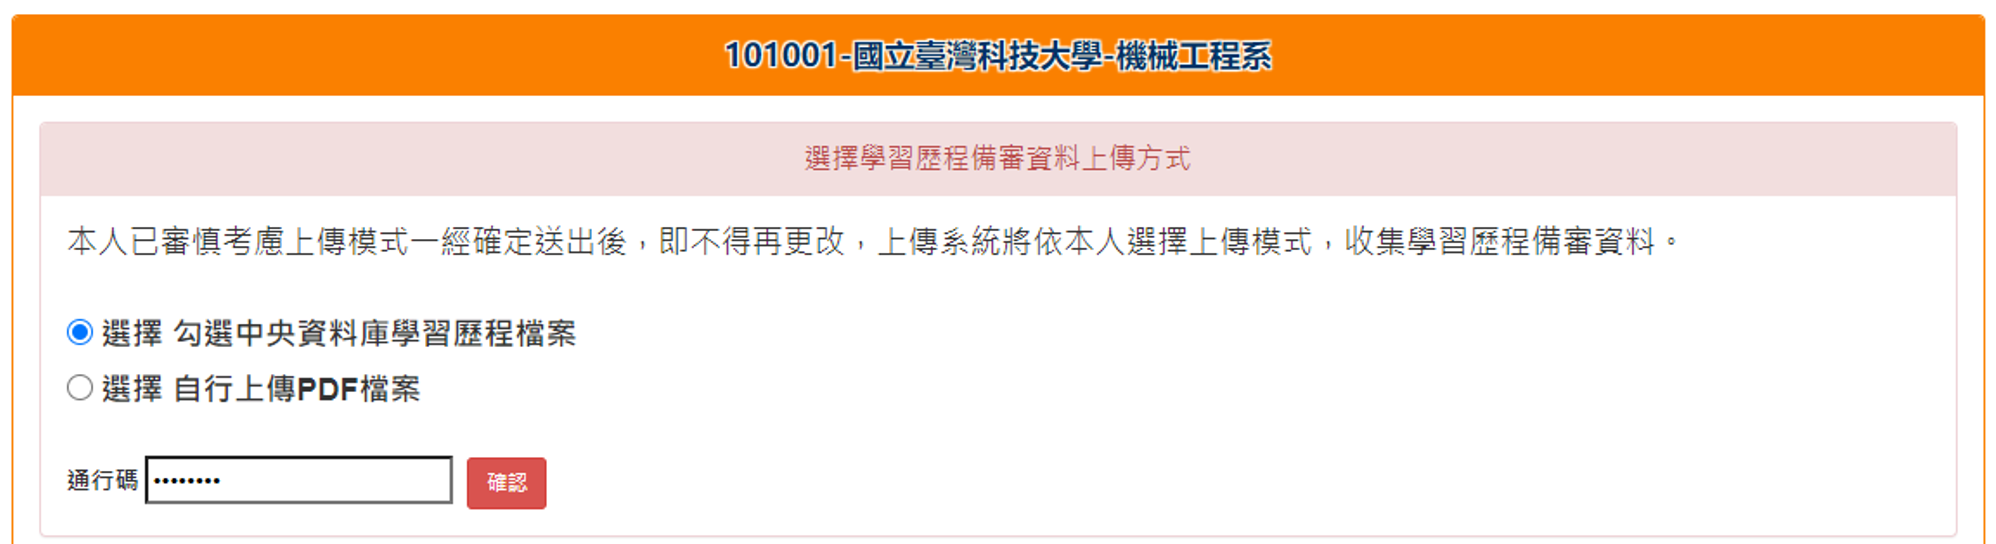 101001-國立臺灣科技大學-機械工程系
選擇學習歷程備審資料上傳方式
本人已審慎考慮上傳模式一經確定送出後，即不得再更改，上傳系統將依本人選擇上傳模式，收集學習歷程備審資料。
選擇 勾選中央資料庫學習歷程檔案
選擇 自行上傳PDF檔案
通行碼 •••••••• 確認